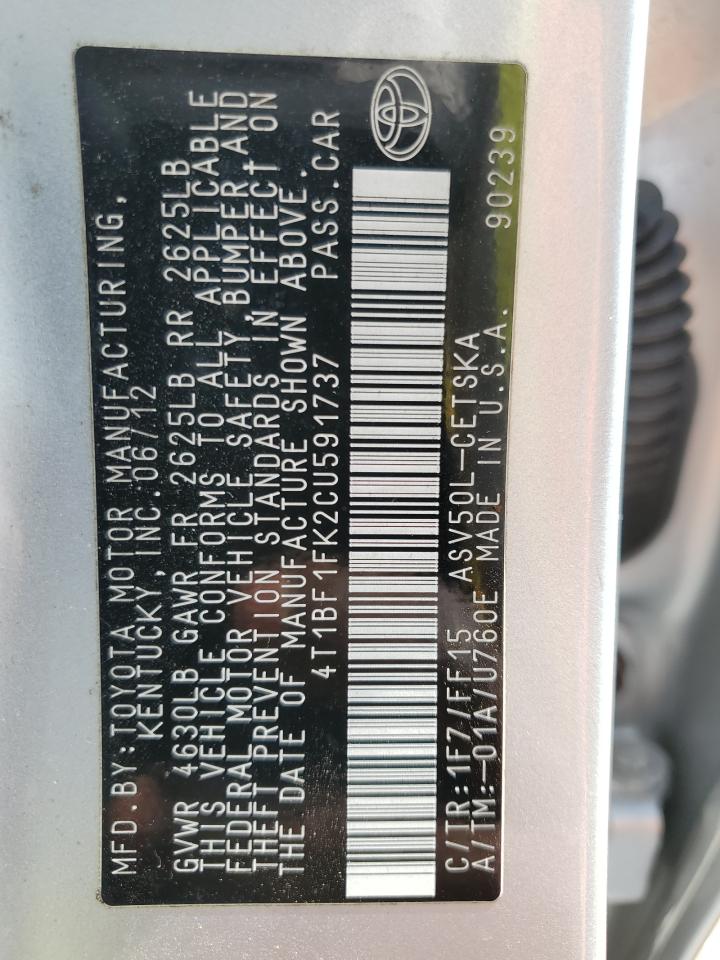 MFD.BY:TOYOTA MOTOR MANUFACTURING,
KENTUCKY, INC.06/12
GVWR 4630LB GAWR FR 2625LB RR 2625LB
THIS VEHICLE CONFORMS TO ALL APPLICABLE
FEDERAL MOTOR VEHICLE SAFETY,BUMPER,AND
THEFT PREVENTION STANDARDS IN EFFECT ON
THE DATE OF MANUFACTURE SHOWN ABOVE.
4T1BF1FK2CU591737 PASS.CAR
C/TR:1F7/FF15 ASV50L-CETSKA
A/TM:-01A/U760E MADE IN U.S.A. 90239